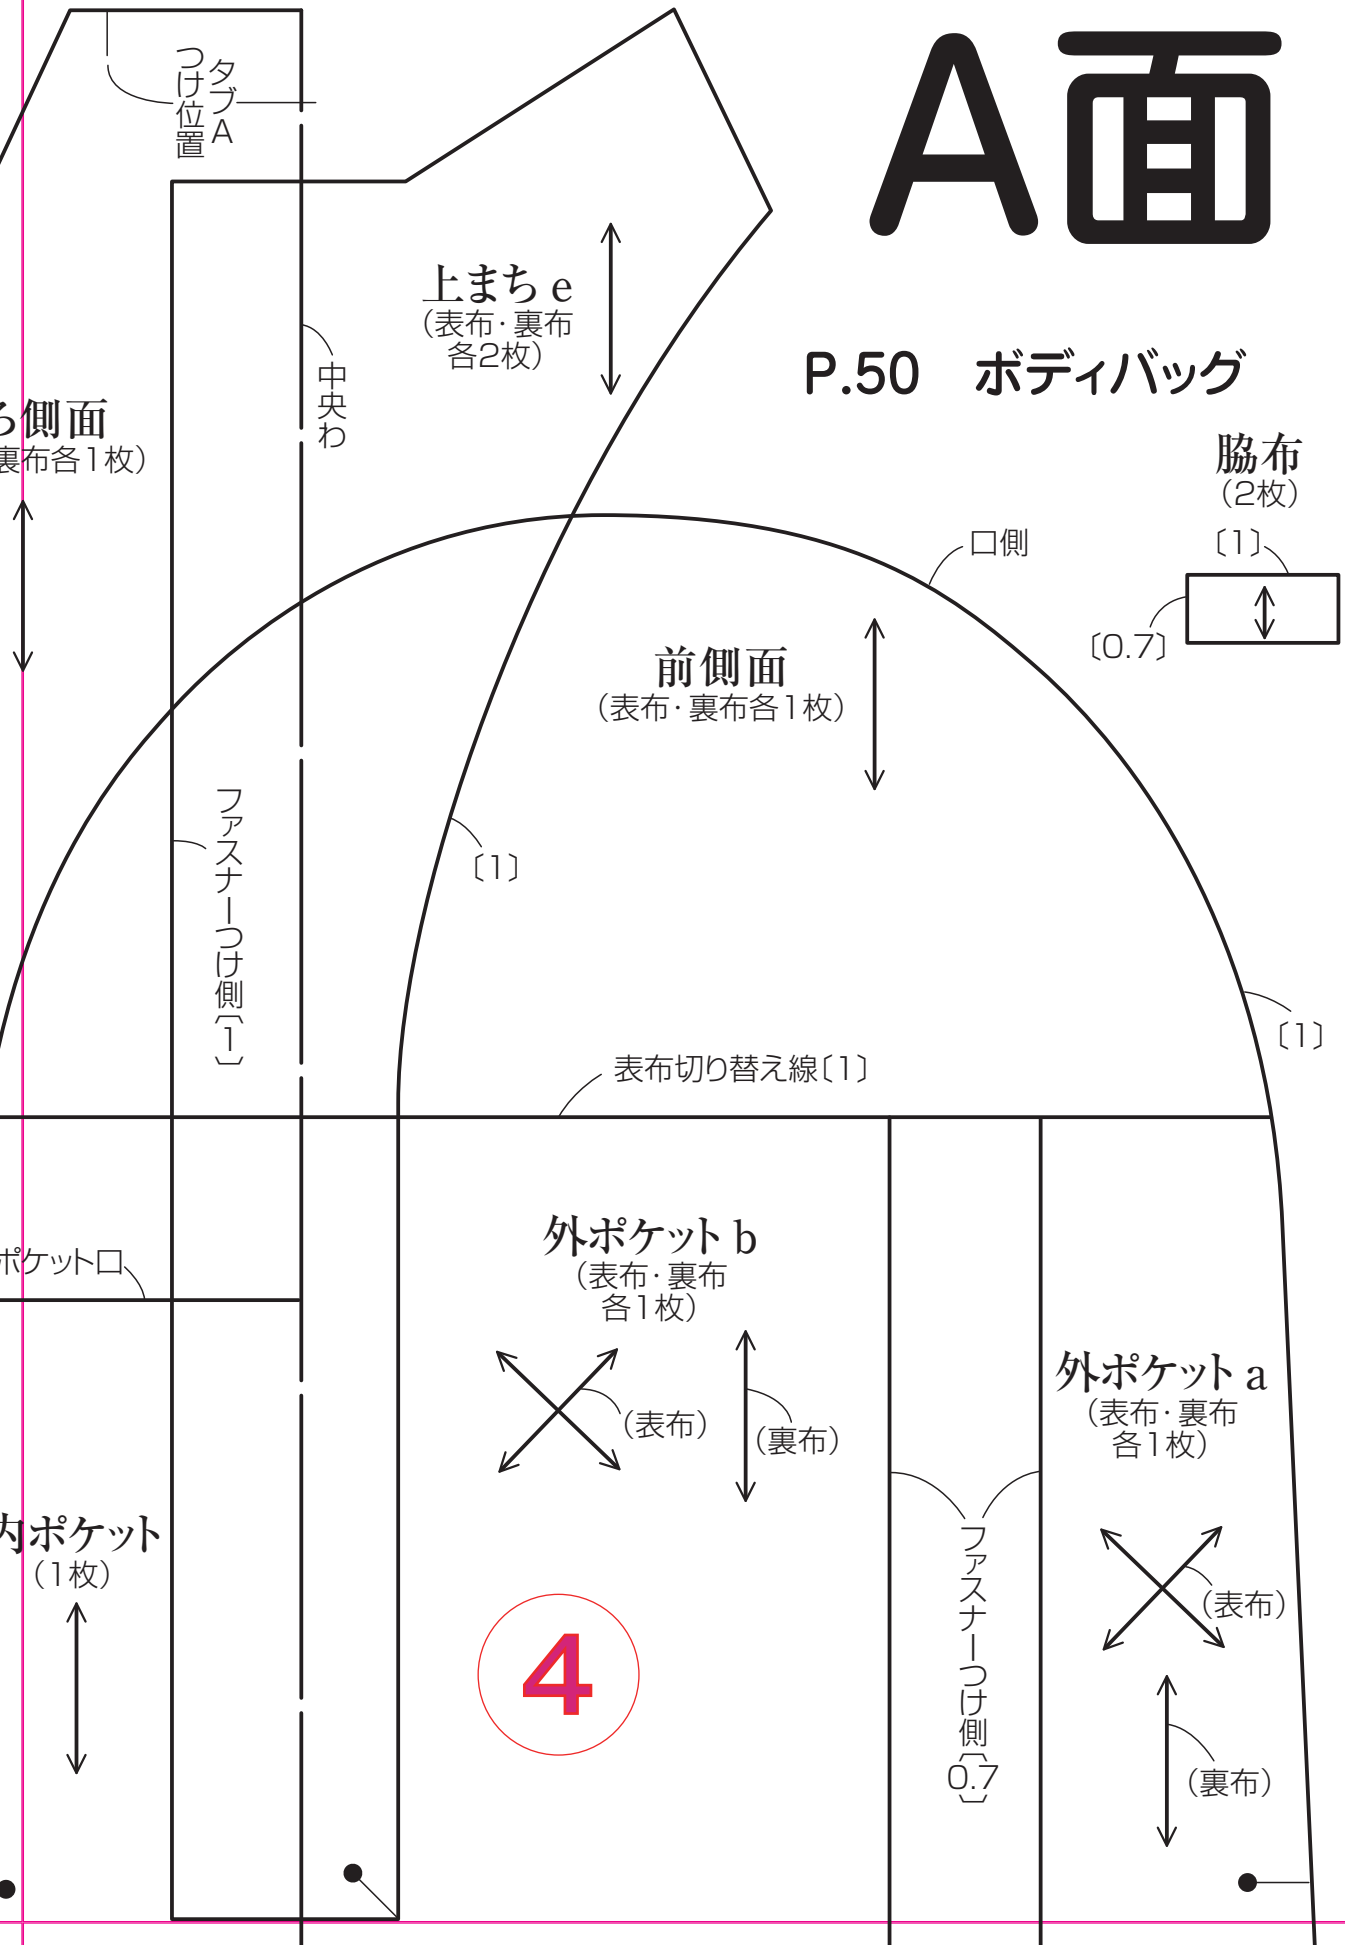 A面
P.50 ボディバッグ
タブA
つけ位置
上まち e
（表布・裏布
各2枚）
中央わ
側面
裏布各1枚）
脇布
（2枚）
〔1〕
〔0.7〕
口側
前側面
（表布・裏布各1枚）
ファスナーつけ側〔1〕
〔1〕
〔1〕
表布切り替え線〔1〕
外ポケット b
（表布・裏布
各1枚）
（表布）
（裏布）
ポケット口
外ポケット a
（表布・裏布
各1枚）
（表布）
（裏布）
内ポケット
（1枚）
ファスナーつけ側〔0.7〕
4